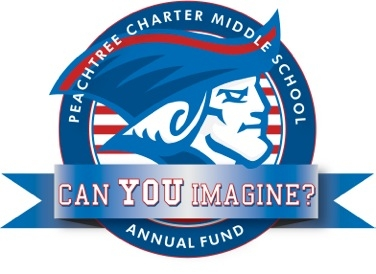 PEACHTREE CHARTER MIDDLE SCHOOL
CAN YOU IMAGINE?
ANNUAL FUND